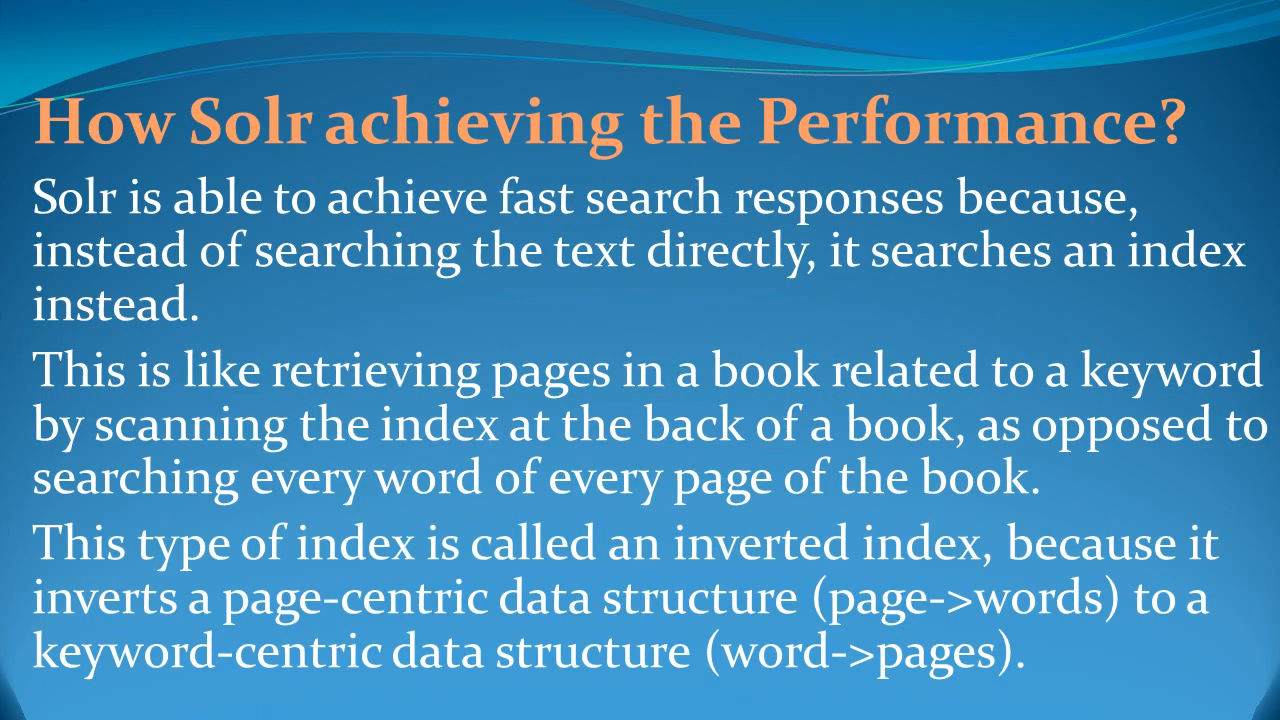 How Solr achieving the Performance?
Solr is able to achieve fast search responses because,
instead of searching the text directly, it searches an index
instead.
This is like retrieving pages in a book related to a keyword
by scanning the index at the back of a book, as opposed to
searching every word of every page of the book.
This type of index is called an inverted index, because it
inverts a page-centric data structure (page->words) to a
keyword-centric data structure (word->pages).